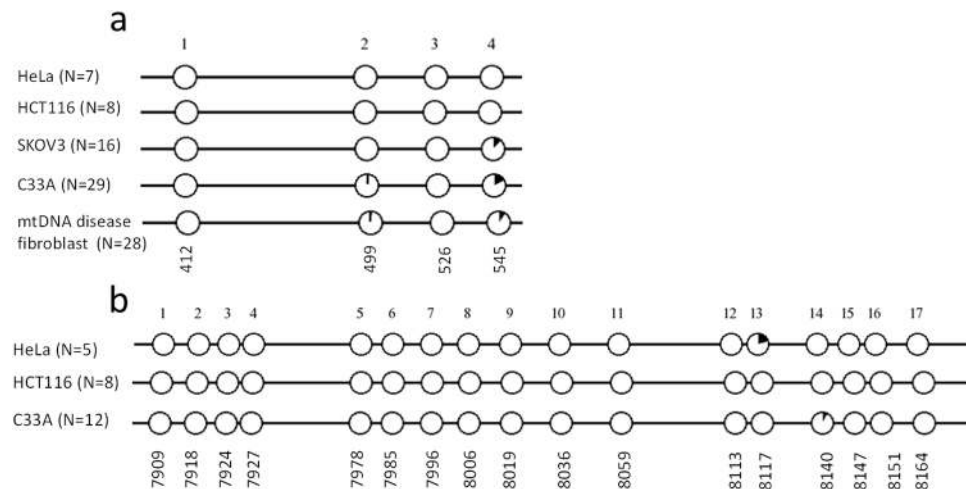 a
1 2 3 4
HeLa (N=7)
HCT116 (N=8)
SKOV3 (N=16)
C33A (N=29)
mtDNA disease
fibroblast (N=28)
412 499 526 545
b
1 2 3 4 5 6 7 8 9 10 11 12 13 14 15 16 17
HeLa (N=5)
HCT116 (N=8)
C33A (N=12)
7909 7918 7924 7927 7978 7985 7996 8006 8019 8036 8059 8113 8117 8140 8147 8151 8164